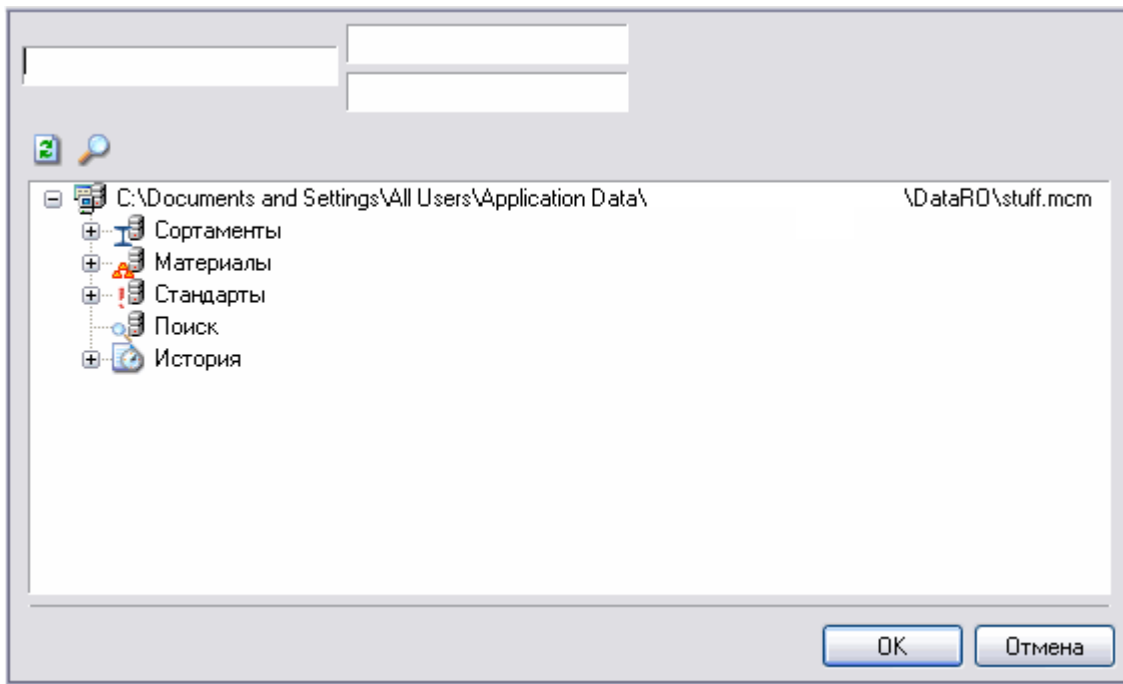 C:\Documents and Settings\All Users\Application Data\ \DataRO\stuff.mcm
Сортаменты
Материалы
Стандарты
Поиск
История
OK Отмена